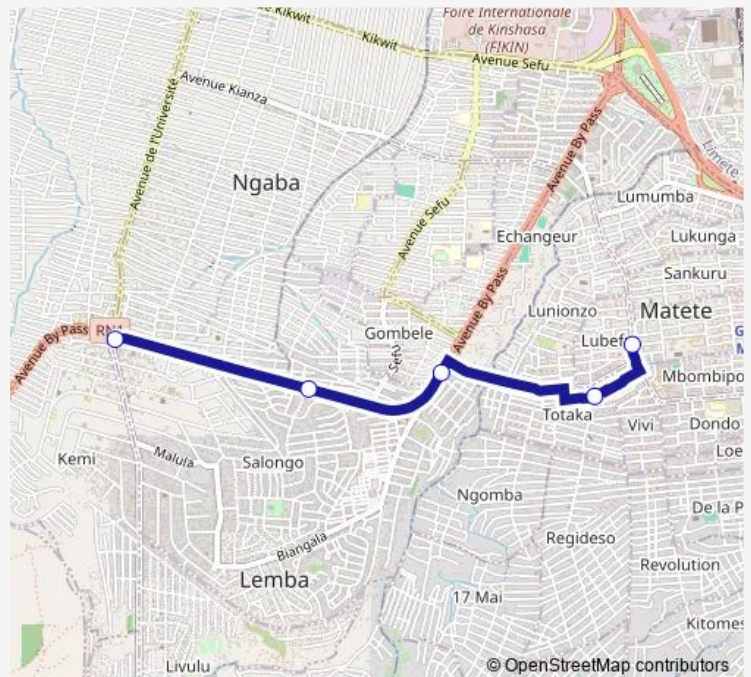 Foire Internationale
de Kinshasa
(FIKIN)
Kikwit
Avenue Sefu
Avenue Kianza
Avenue de l'Université
Avenue By Pass
Limete
Ngaba
Lumumba
Avenue Sefu
Echangeur
Lukunga
Sankuru
Avenue By Pass
Lunionzo
Matete
RN1
Avenue By Pass
Gombele
Sefu
Mbombipo
Totaka
Vivi
Dondo
Loe
Kemi
Malula
Salongo
Ngomba
De la P
Regideso
Biangala
Revolution
Lemba
17 Mai
Kitomes
Livulu
© OpenStreetMap contributors